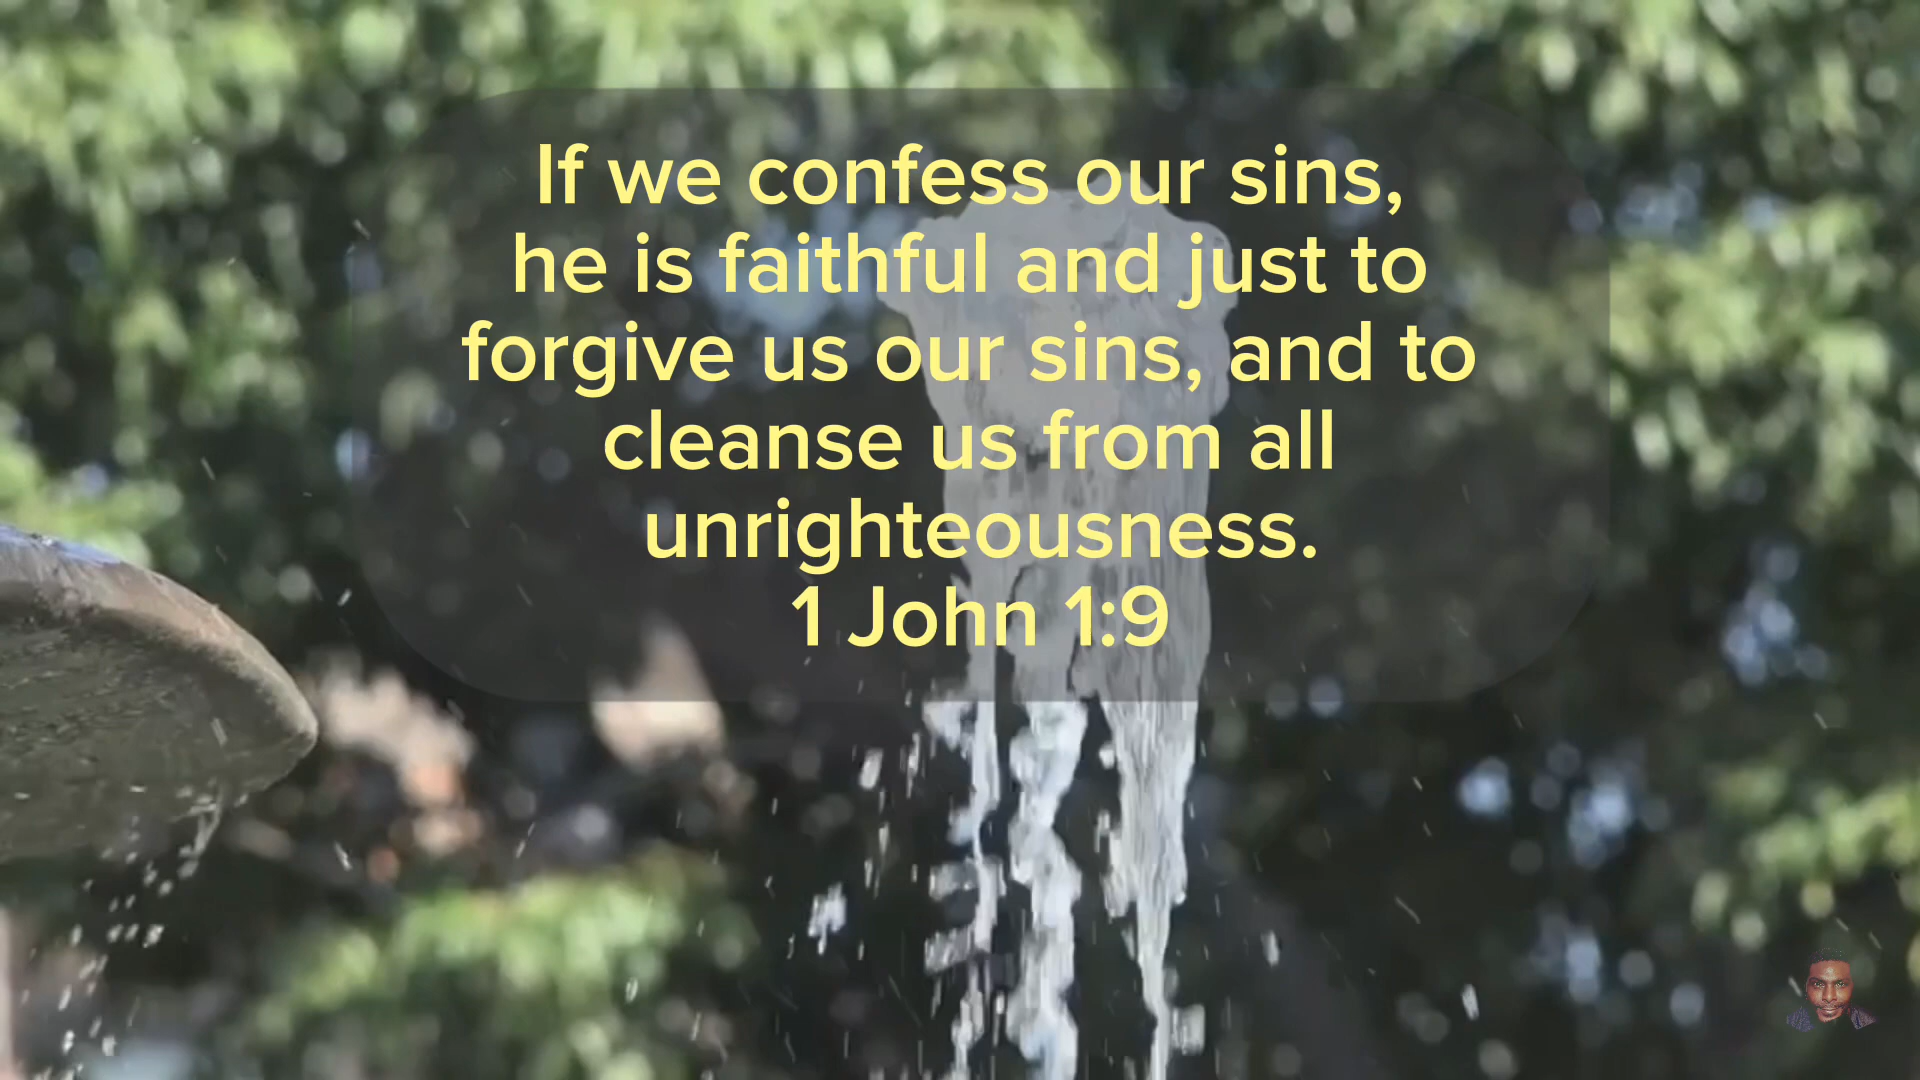 If we confess our sins,
he is faithful and just to
forgive us our sins, and to
cleanse us from all
unrighteousness.
1 John 1:9